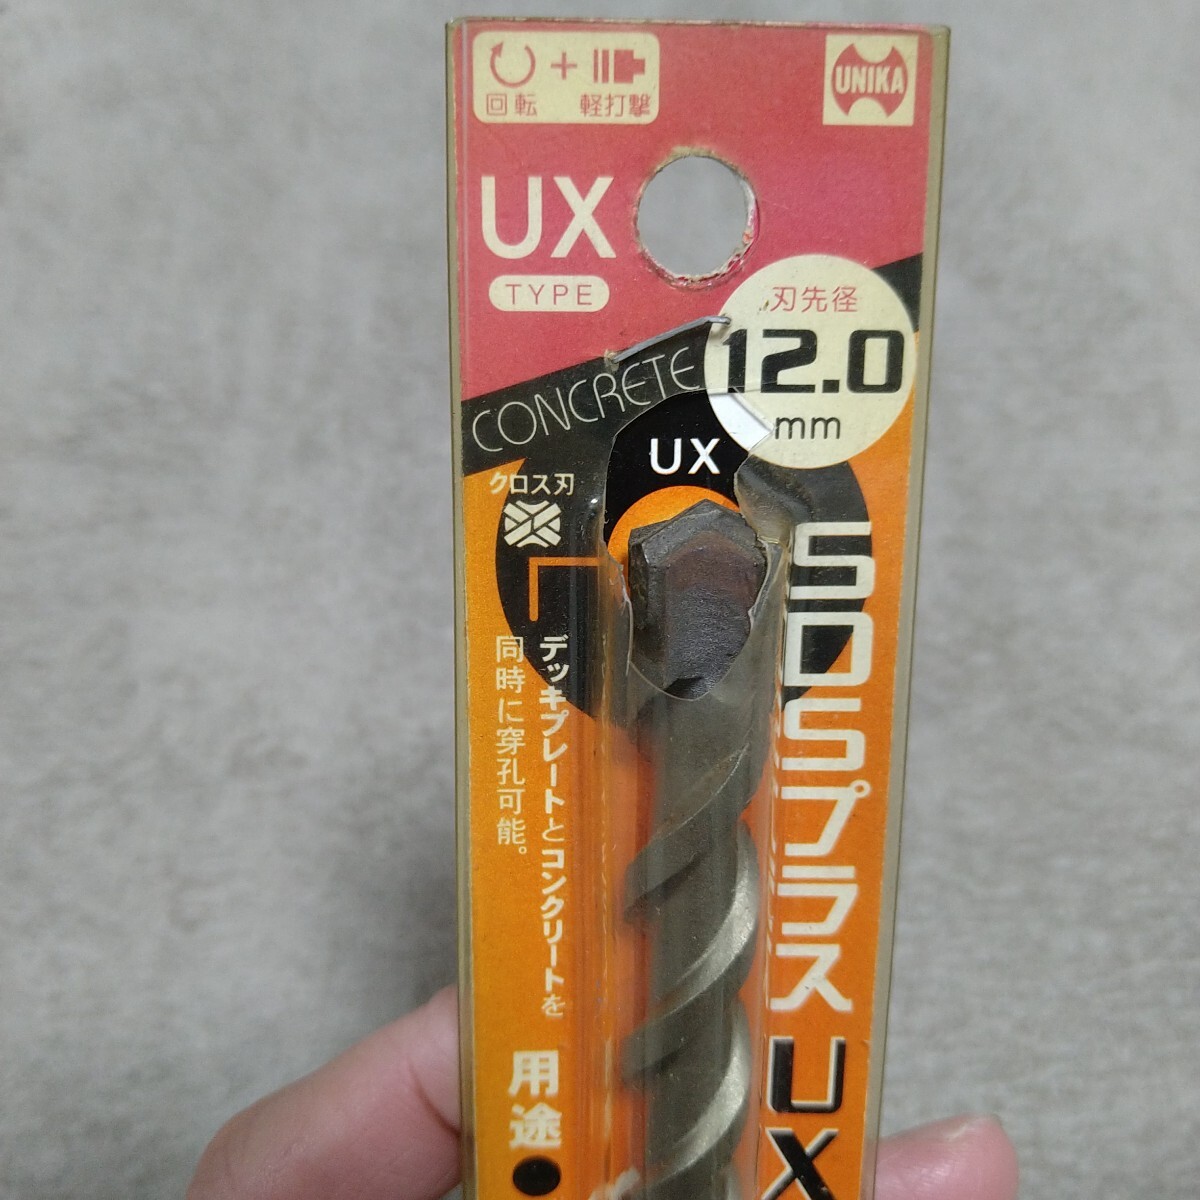 回転 + 軽打撃
UNIKA
UX
TYPE
刃先径
12.0
mm
CONCRETE
UX
クロス刃
デッキプレートとコンクリートを
同時に穿孔可能。
SDSプラス UX
用途